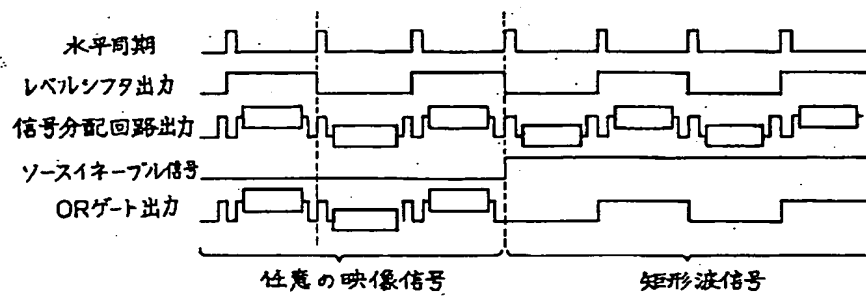 水平同期
レベルシフタ出力
信号分配回路出力
ソースイネーブル信号
ORゲート出力
任意の映像信号
矩形波信号